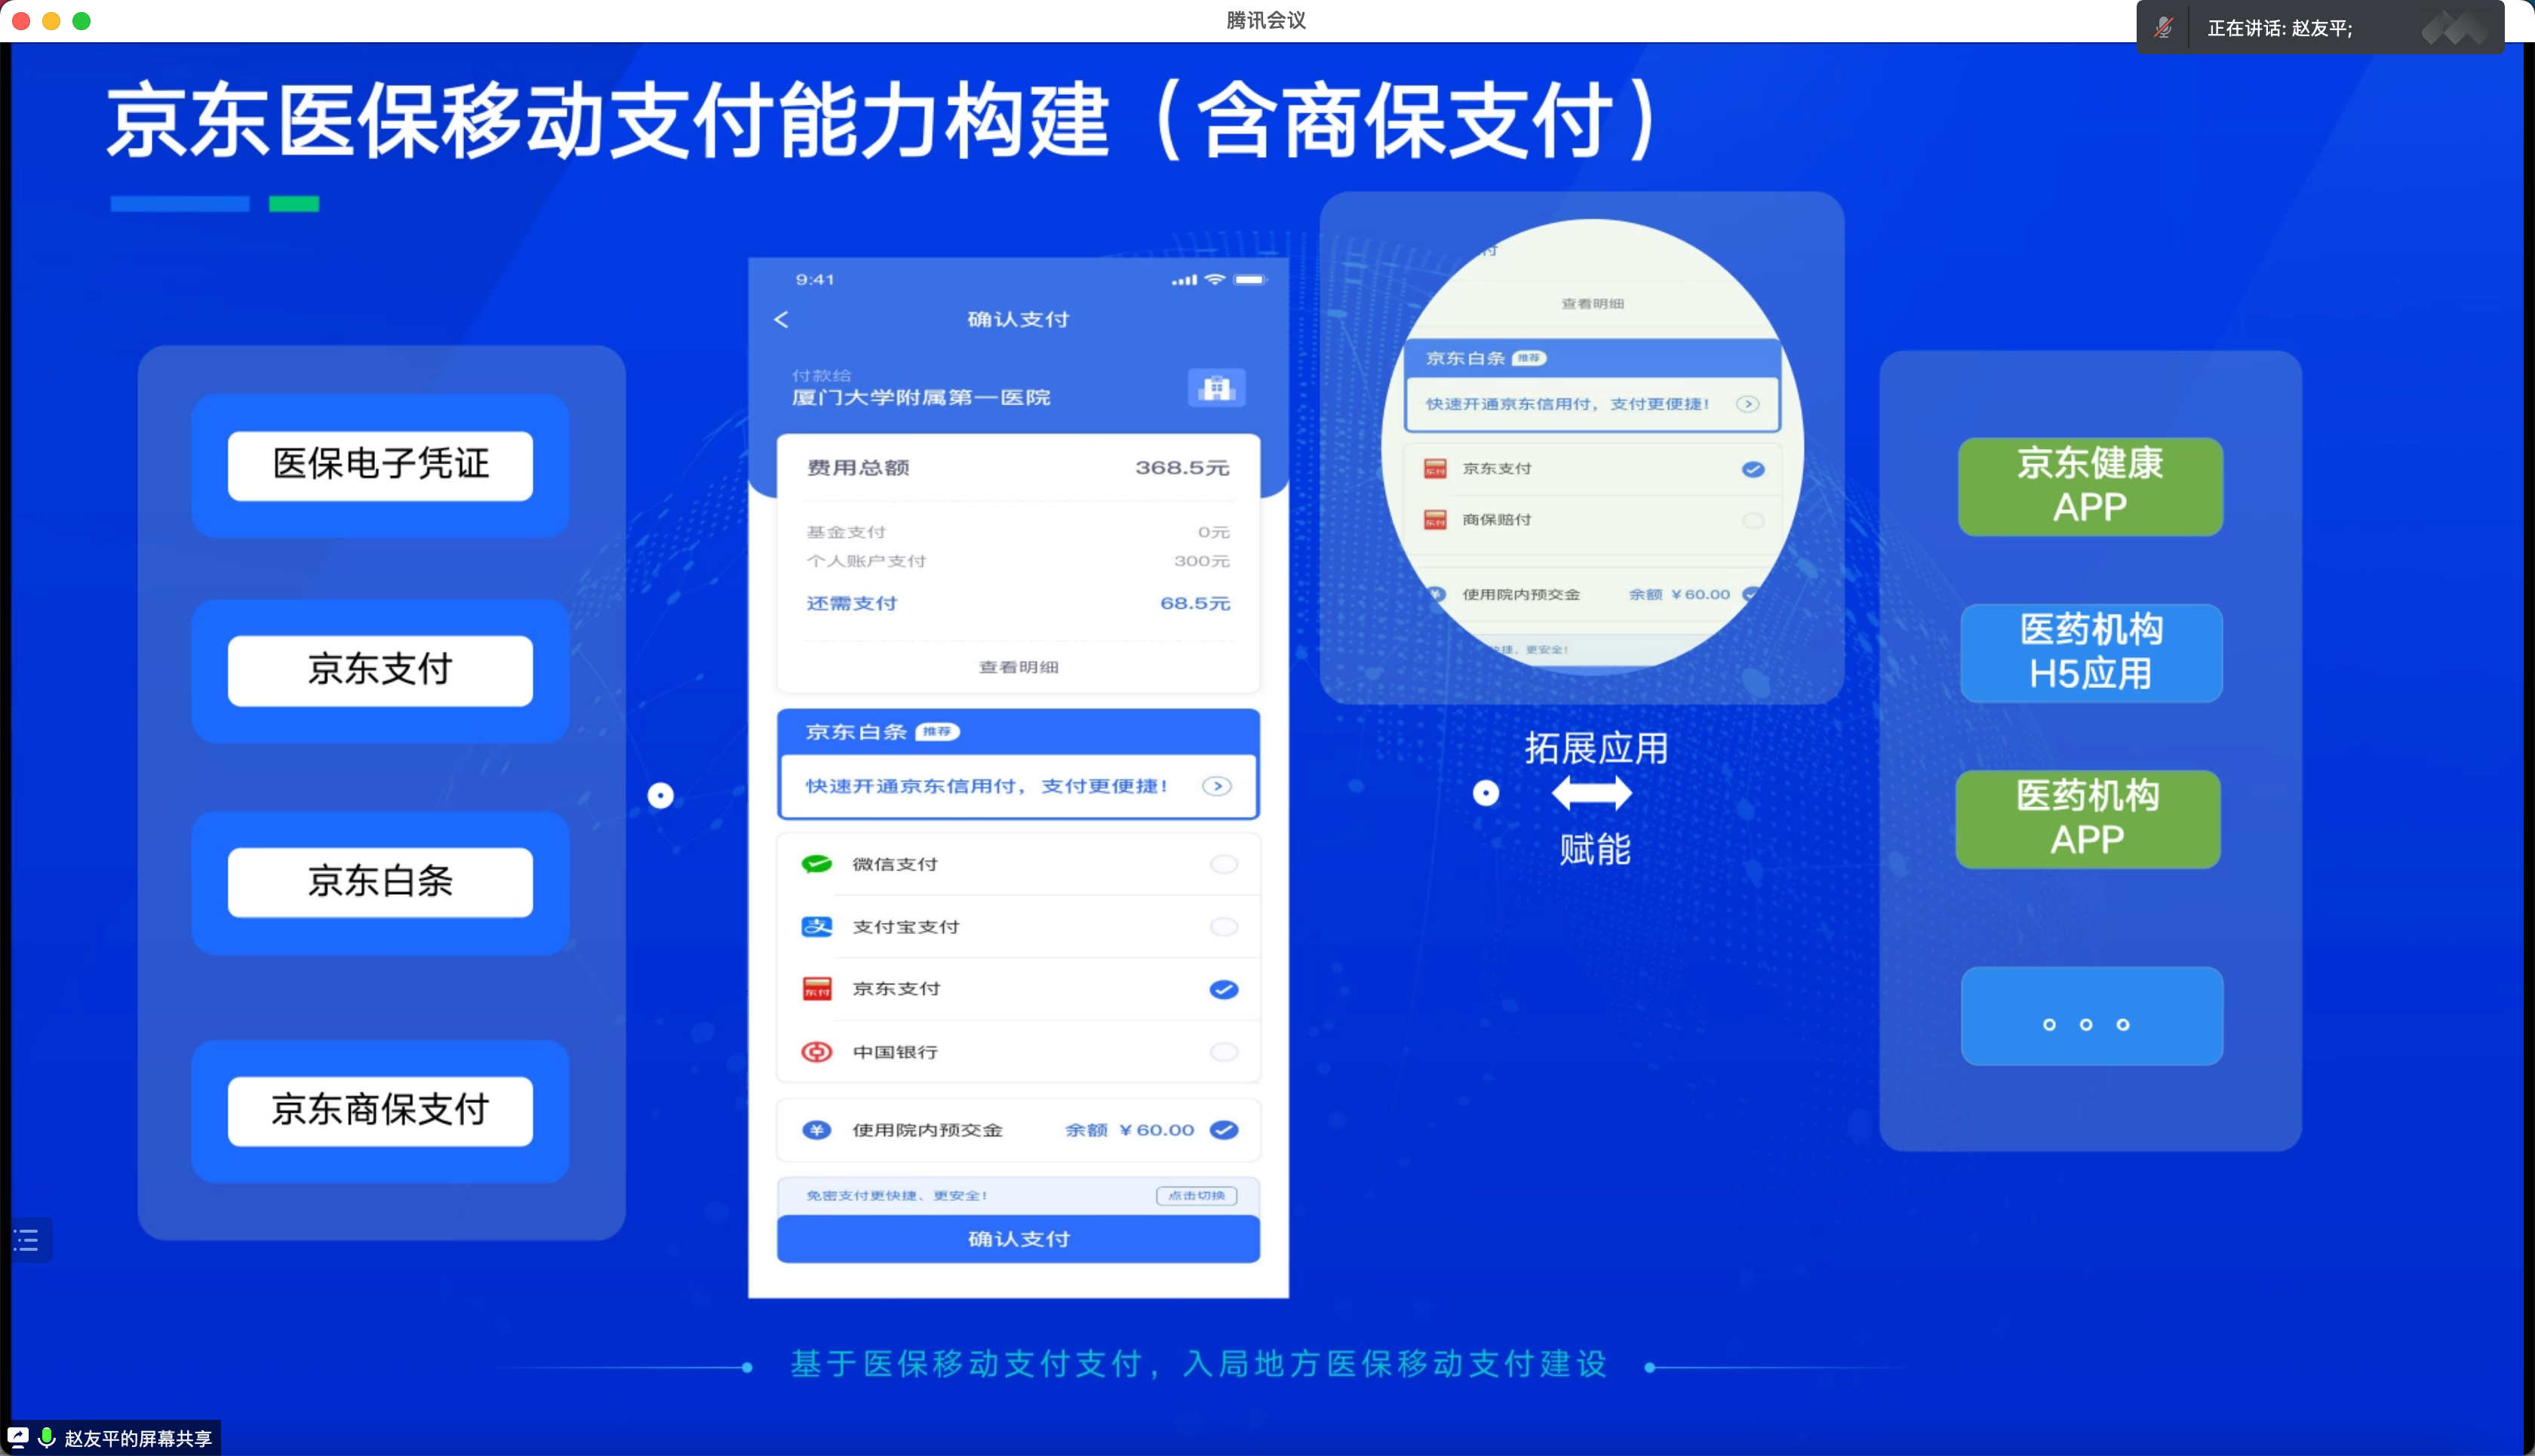 腾讯会议
正在讲话: 赵友平;
京东医保移动支付能力构建（含商保支付）
医保电子凭证
京东支付
京东白条
京东商保支付
9:41
确认支付
付款给
厦门大学附属第一医院
费用总额 368.5元
基金支付 0元
个人账户支付 300元
还需支付 68.5元
查看明细
京东白条 推荐
快速开通京东信用付，支付更便捷！
微信支付
支付宝支付
京东支付
中国银行
使用院内预交金 余额 ￥60.00
免密支付更快捷、更安全！ 点击切换
确认支付
付
查看明细
京东白条 推荐
快速开通京东信用付，支付更便捷！
京东支付
商保赔付
使用院内预交金 余额 ￥60.00
捷、更安全！
拓展应用
赋能
京东健康
APP
医药机构
H5应用
医药机构
APP
基于医保移动支付支付，入局地方医保移动支付建设
赵友平的屏幕共享